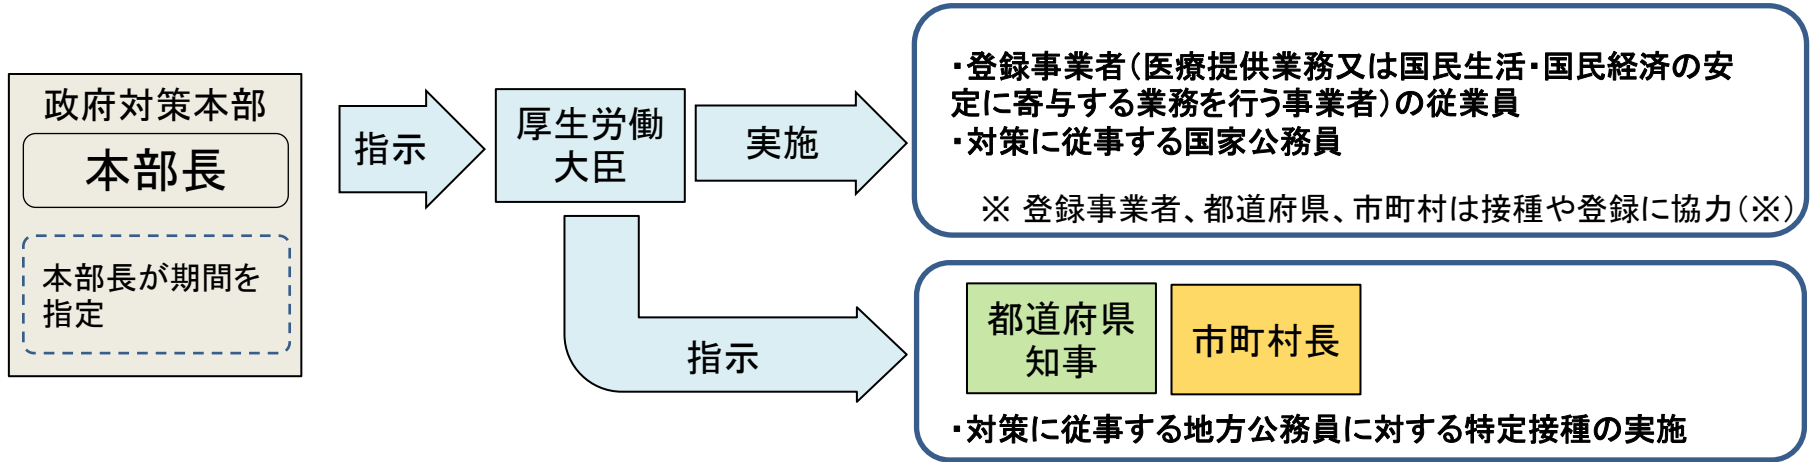 政府対策本部
本部長
本部長が期間を
指定
指示
厚生労働
大臣
実施
・登録事業者（医療提供業務又は国民生活・国民経済の安
定に寄与する業務を行う事業者）の従業員
・対策に従事する国家公務員
※ 登録事業者、都道府県、市町村は接種や登録に協力（※）
指示
都道府県
知事
市町村長
・対策に従事する地方公務員に対する特定接種の実施